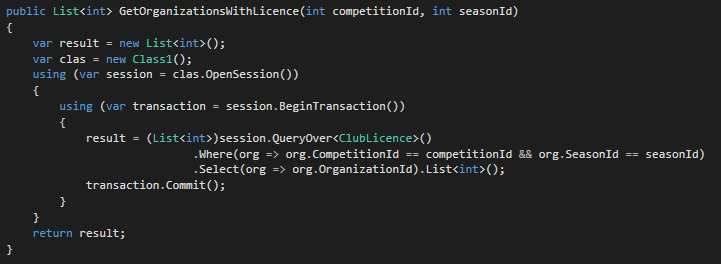 public List<int> GetOrganizationsWithLicence(int competitionId, int seasonId)
{
    var result = new List<int>();
    var clas = new Class1();
    using (var session = clas.OpenSession())
    {
        using (var transaction = session.BeginTransaction())
        {
            result = (List<int>)session.QueryOver<ClubLicence>()
                            .Where(org => org.CompetitionId == competitionId && org.SeasonId == seasonId)
                            .Select(org => org.OrganizationId).List<int>();
            transaction.Commit();
        }
    }
    return result;
}